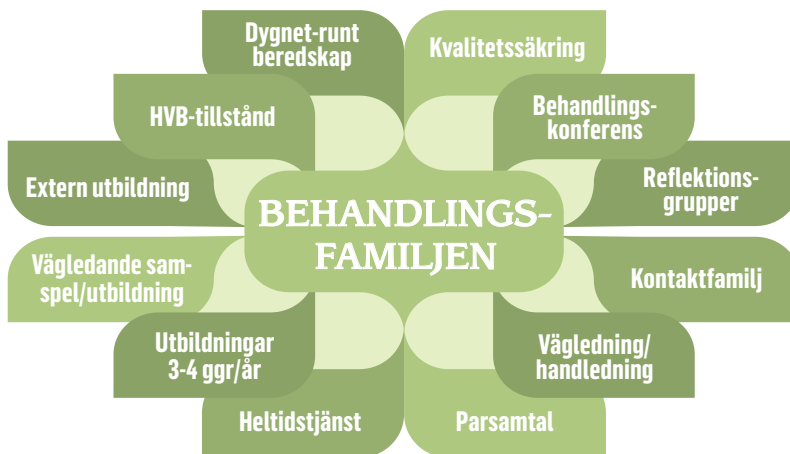 Dygnet-runt
beredskap
Kvalitetssäkring
HVB-tillstånd
Behandlings-
konferens
Extern utbildning
Reflektions-
grupper
BEHANDLINGS-
FAMILJEN
Vägledande sam-
spel/utbildning
Kontaktfamilj
Utbildningar
3-4 ggr/år
Vägledning/
handledning
Heltidstjänst
Parsamtal